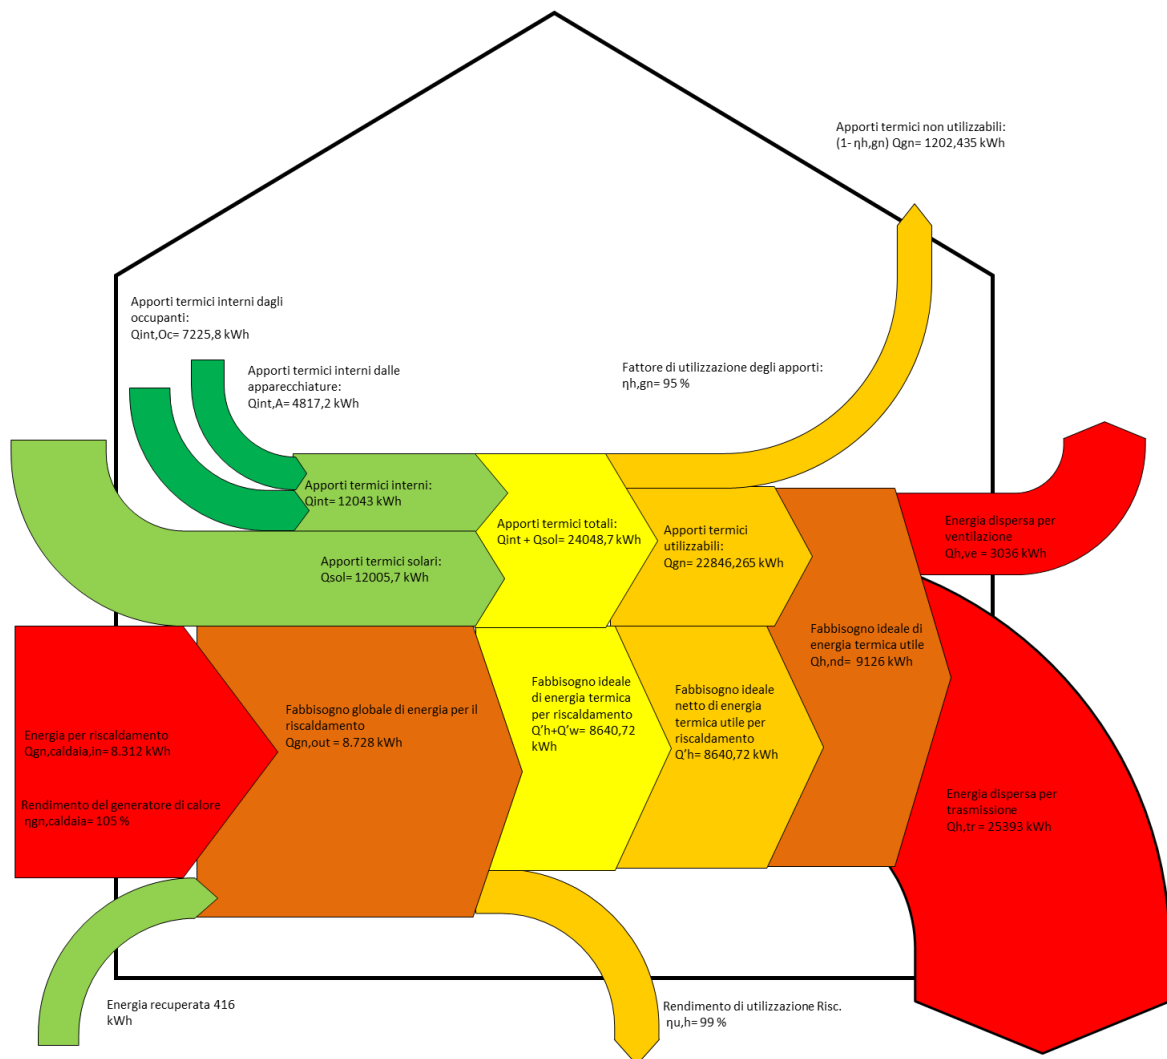 Apporti termici non utilizzabili:
(1- ηh,gn) Qgn= 1202,435 kWh
Apporti termici interni dagli
occupanti:
Qint,Oc= 7225,8 kWh
Apporti termici interni dalle
apparecchiature:
Qint,A= 4817,2 kWh
Fattore di utilizzazione degli apporti:
ηh,gn= 95 %
Apporti termici interni:
Qint= 12043 kWh
Apporti termici solari:
Qsol= 12005,7 kWh
Apporti termici totali:
Qint + Qsol= 24048,7 kWh
Apporti termici
utilizzabili:
Qgn= 22846,265 kWh
Energia dispersa per
ventilazione
Qh,ve = 3036 kWh
Fabbisogno ideale di
energia termica utile
Qh,nd=  9126 kWh
Energia per riscaldamento
Qgn,caldaia,in= 8.312 kWh
Rendimento del generatore di calore
ηgn,caldaia= 105 %
Fabbisogno globale di energia per il
riscaldamento
Qgn,out = 8.728 kWh
Fabbisogno ideale
di energia termica
per riscaldamento
Q’h+Q’w= 8640,72
kWh
Fabbisogno ideale
netto di energia
termica utile per
riscaldamento
Q’h= 8640,72 kWh
Energia dispersa per
trasmissione
Qh,tr = 25393 kWh
Energia recuperata 416
kWh
Rendimento di utilizzazione Risc.
ηu,h= 99 %